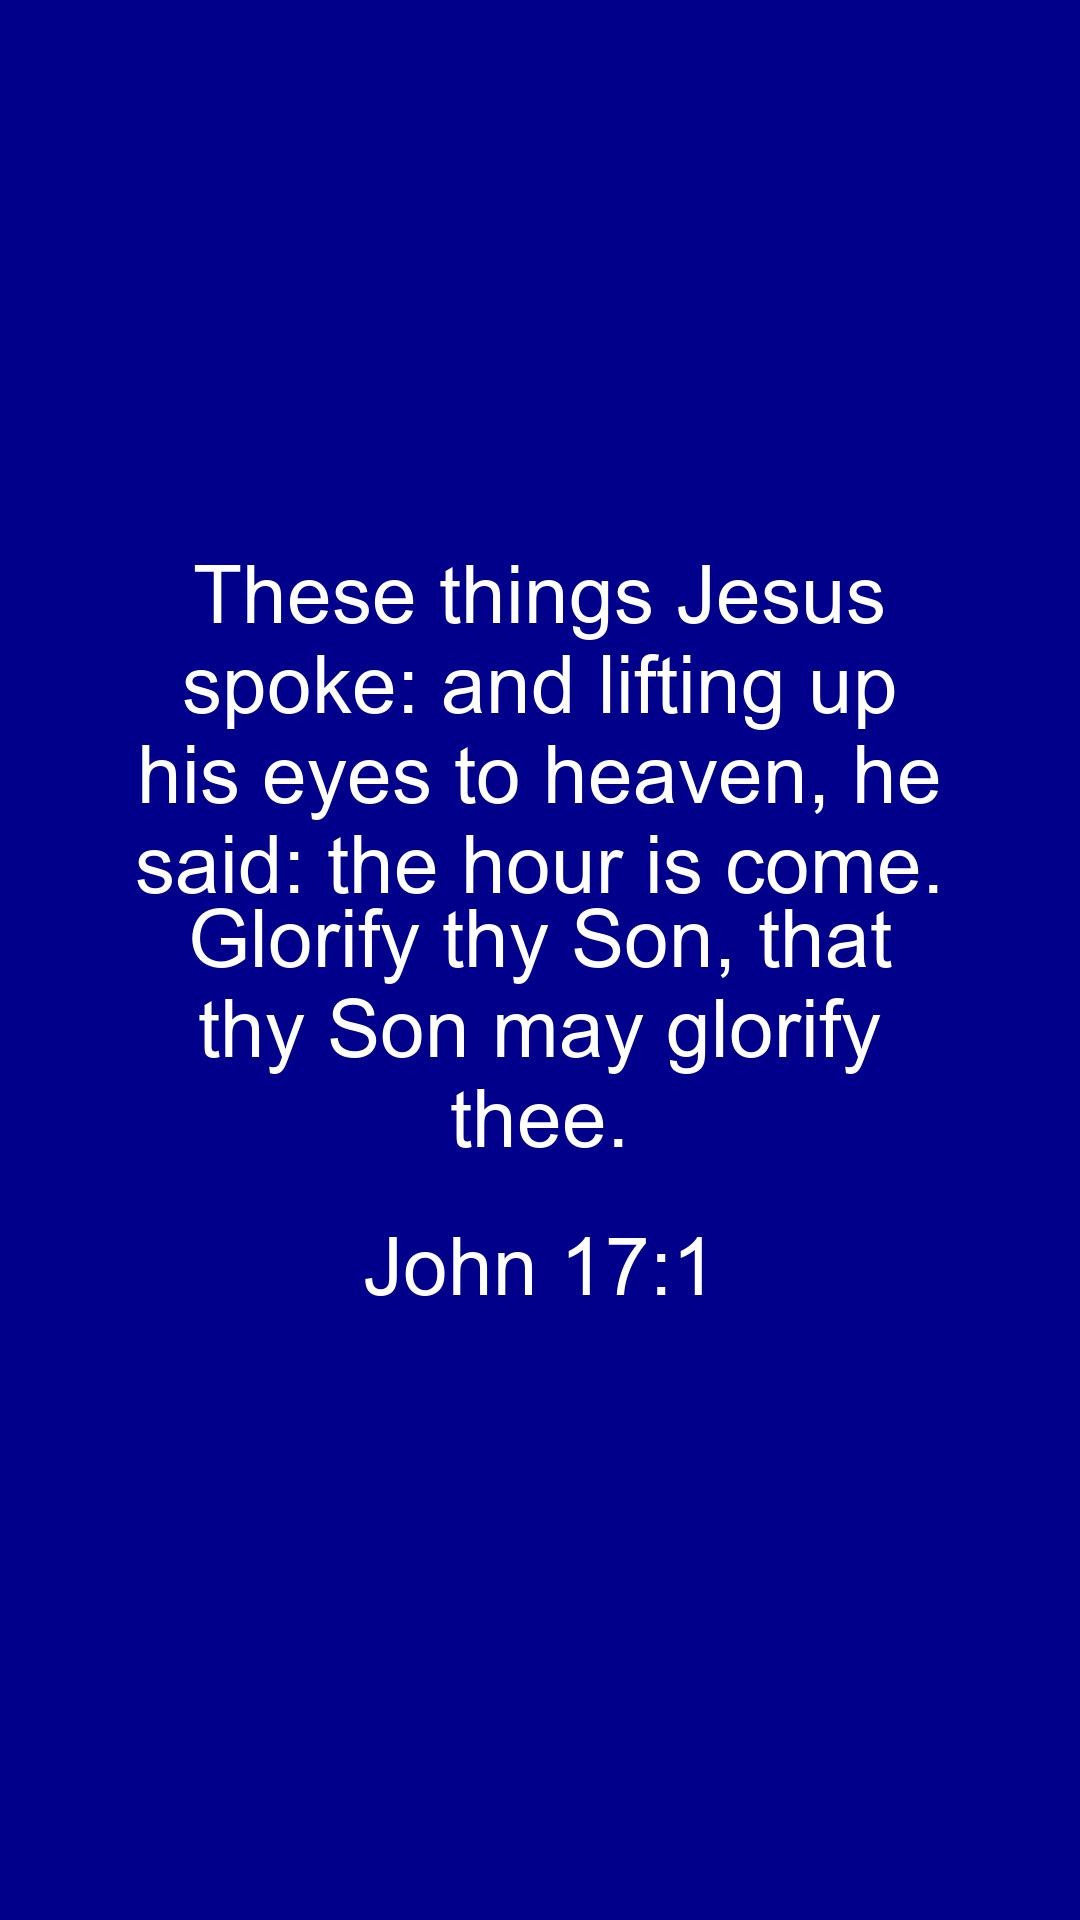 These things Jesus
spoke: and lifting up
his eyes to heaven, he
said: the hour is come.
Glorify thy Son, that
thy Son may glorify
thee.
John 17:1